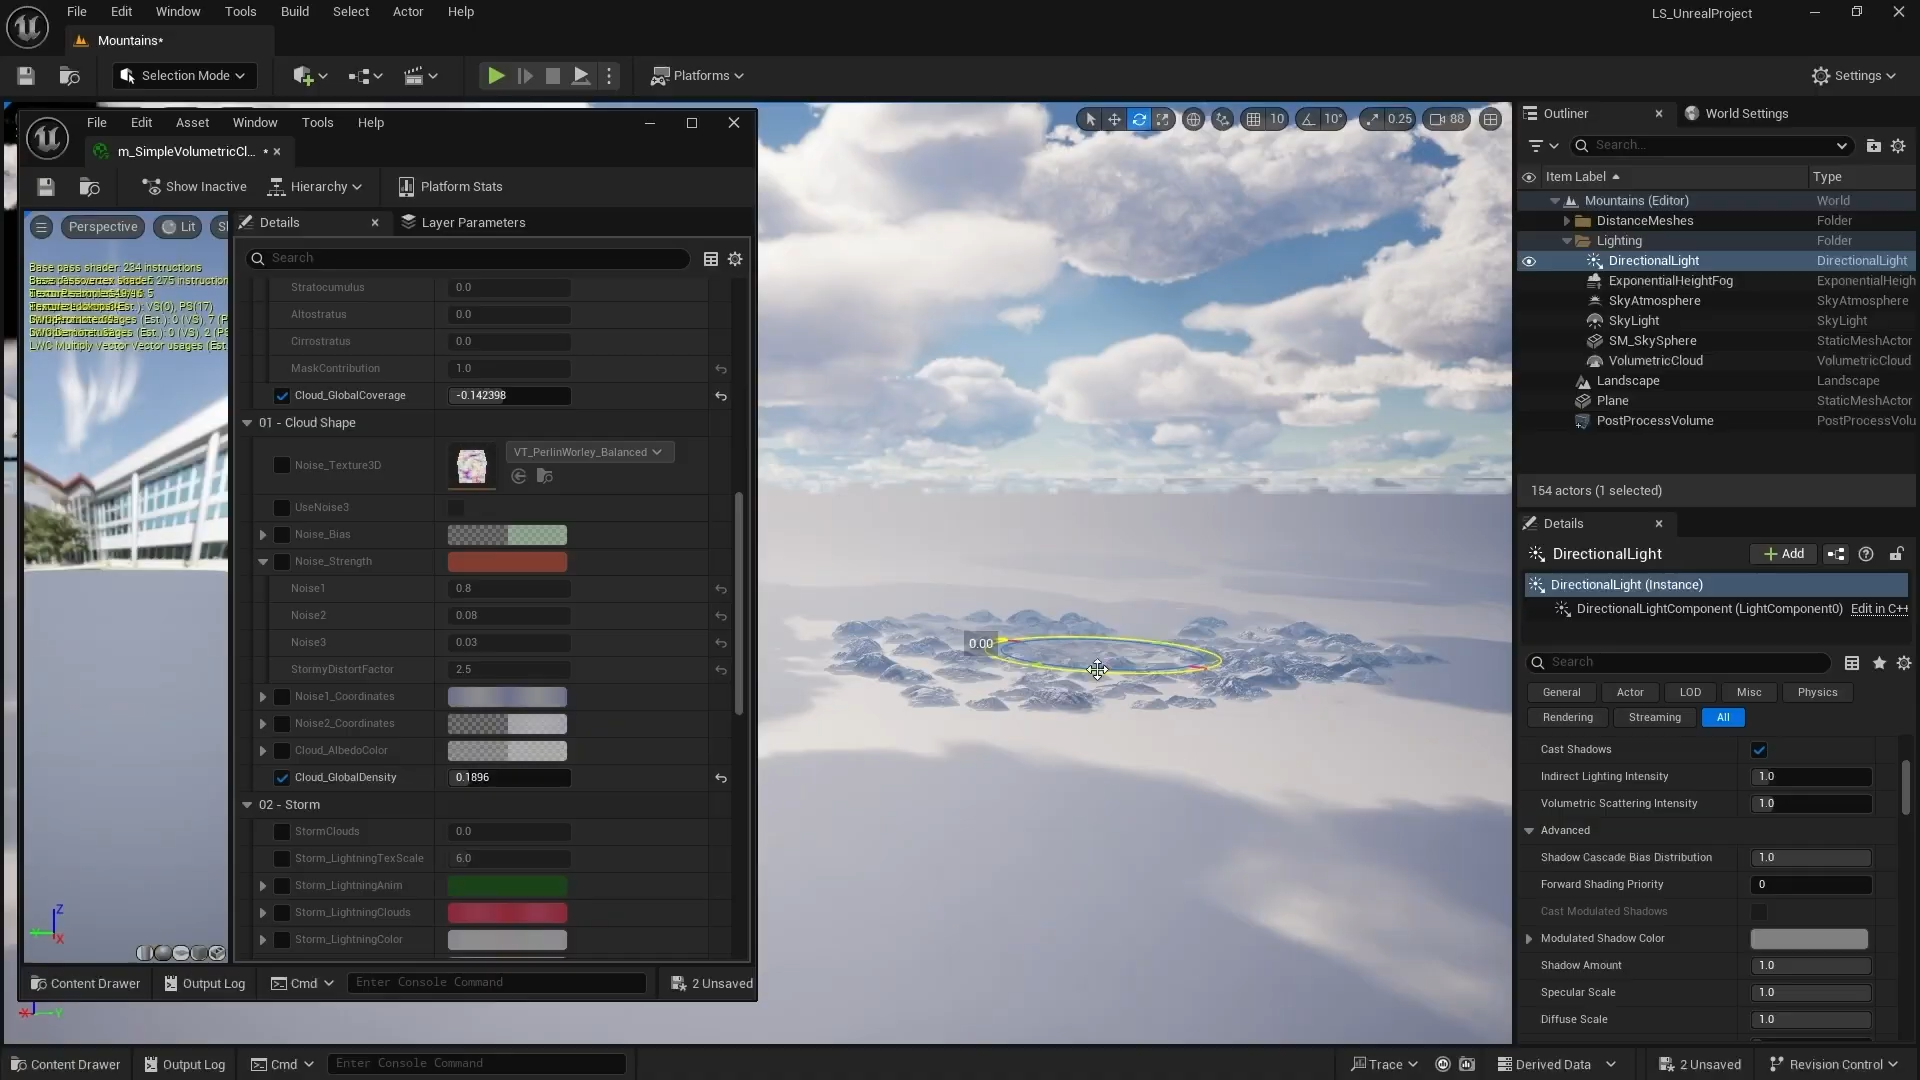 File Edit Window Tools Build Select Actor Help
LS_UnrealProject
Mountains*
Selection Mode
Platforms
Settings
File Edit Asset Window Tools Help
m_SimpleVolumetricCl... *
Show Inactive Hierarchy Platform Stats
Perspective Lit
Base pass shader: 234 instructions
LWC Multiply Vector Vector usages (Est
Details
Layer Parameters
Search
Stratocumulus 0.0
Altostratus 0.0
Cirrostratus 0.0
MaskContribution 1.0
Cloud_GlobalCoverage -0.142398
01 - Cloud Shape
Noise_Texture3D VT_PerlinWorley_Balanced
UseNoise3
Noise_Bias
Noise_Strength
Noise1 0.8
Noise2 0.08
Noise3 0.03
StormyDistortFactor 2.5
Noise1_Coordinates
Noise2_Coordinates
Cloud_AlbedoColor
Cloud_GlobalDensity 0.1896
02 - Storm
StormClouds 0.0
Storm_LightningTexScale 6.0
Storm_LightningAnim
Storm_LightningClouds
Storm_LightningColor
Z
X
Content Drawer Output Log Cmd Enter Console Command 2 Unsaved
X Y
10 10° 0.25 88
0.00
Outliner
World Settings
Search...
Item Label Type
Mountains (Editor) World
DistanceMeshes Folder
Lighting Folder
DirectionalLight DirectionalLight
ExponentialHeightFog ExponentialHeigh
SkyAtmosphere SkyAtmosphere
SkyLight SkyLight
SM_SkySphere StaticMeshActor
VolumetricCloud VolumetricCloud
Landscape Landscape
Plane StaticMeshActor
PostProcessVolume PostProcessVolu
154 actors (1 selected)
Details
DirectionalLight
Add
DirectionalLight (Instance)
DirectionalLightComponent (LightComponent0) Edit in C++
Search
General Actor LOD Misc Physics
Rendering Streaming All
Cast Shadows
Indirect Lighting Intensity 1.0
Volumetric Scattering Intensity 1.0
Advanced
Shadow Cascade Bias Distribution 1.0
Forward Shading Priority 0
Cast Modulated Shadows
Modulated Shadow Color
Shadow Amount 1.0
Specular Scale 1.0
Diffuse Scale 1.0
Content Drawer Output Log Cmd Enter Console Command
Trace Derived Data 2 Unsaved Revision Control